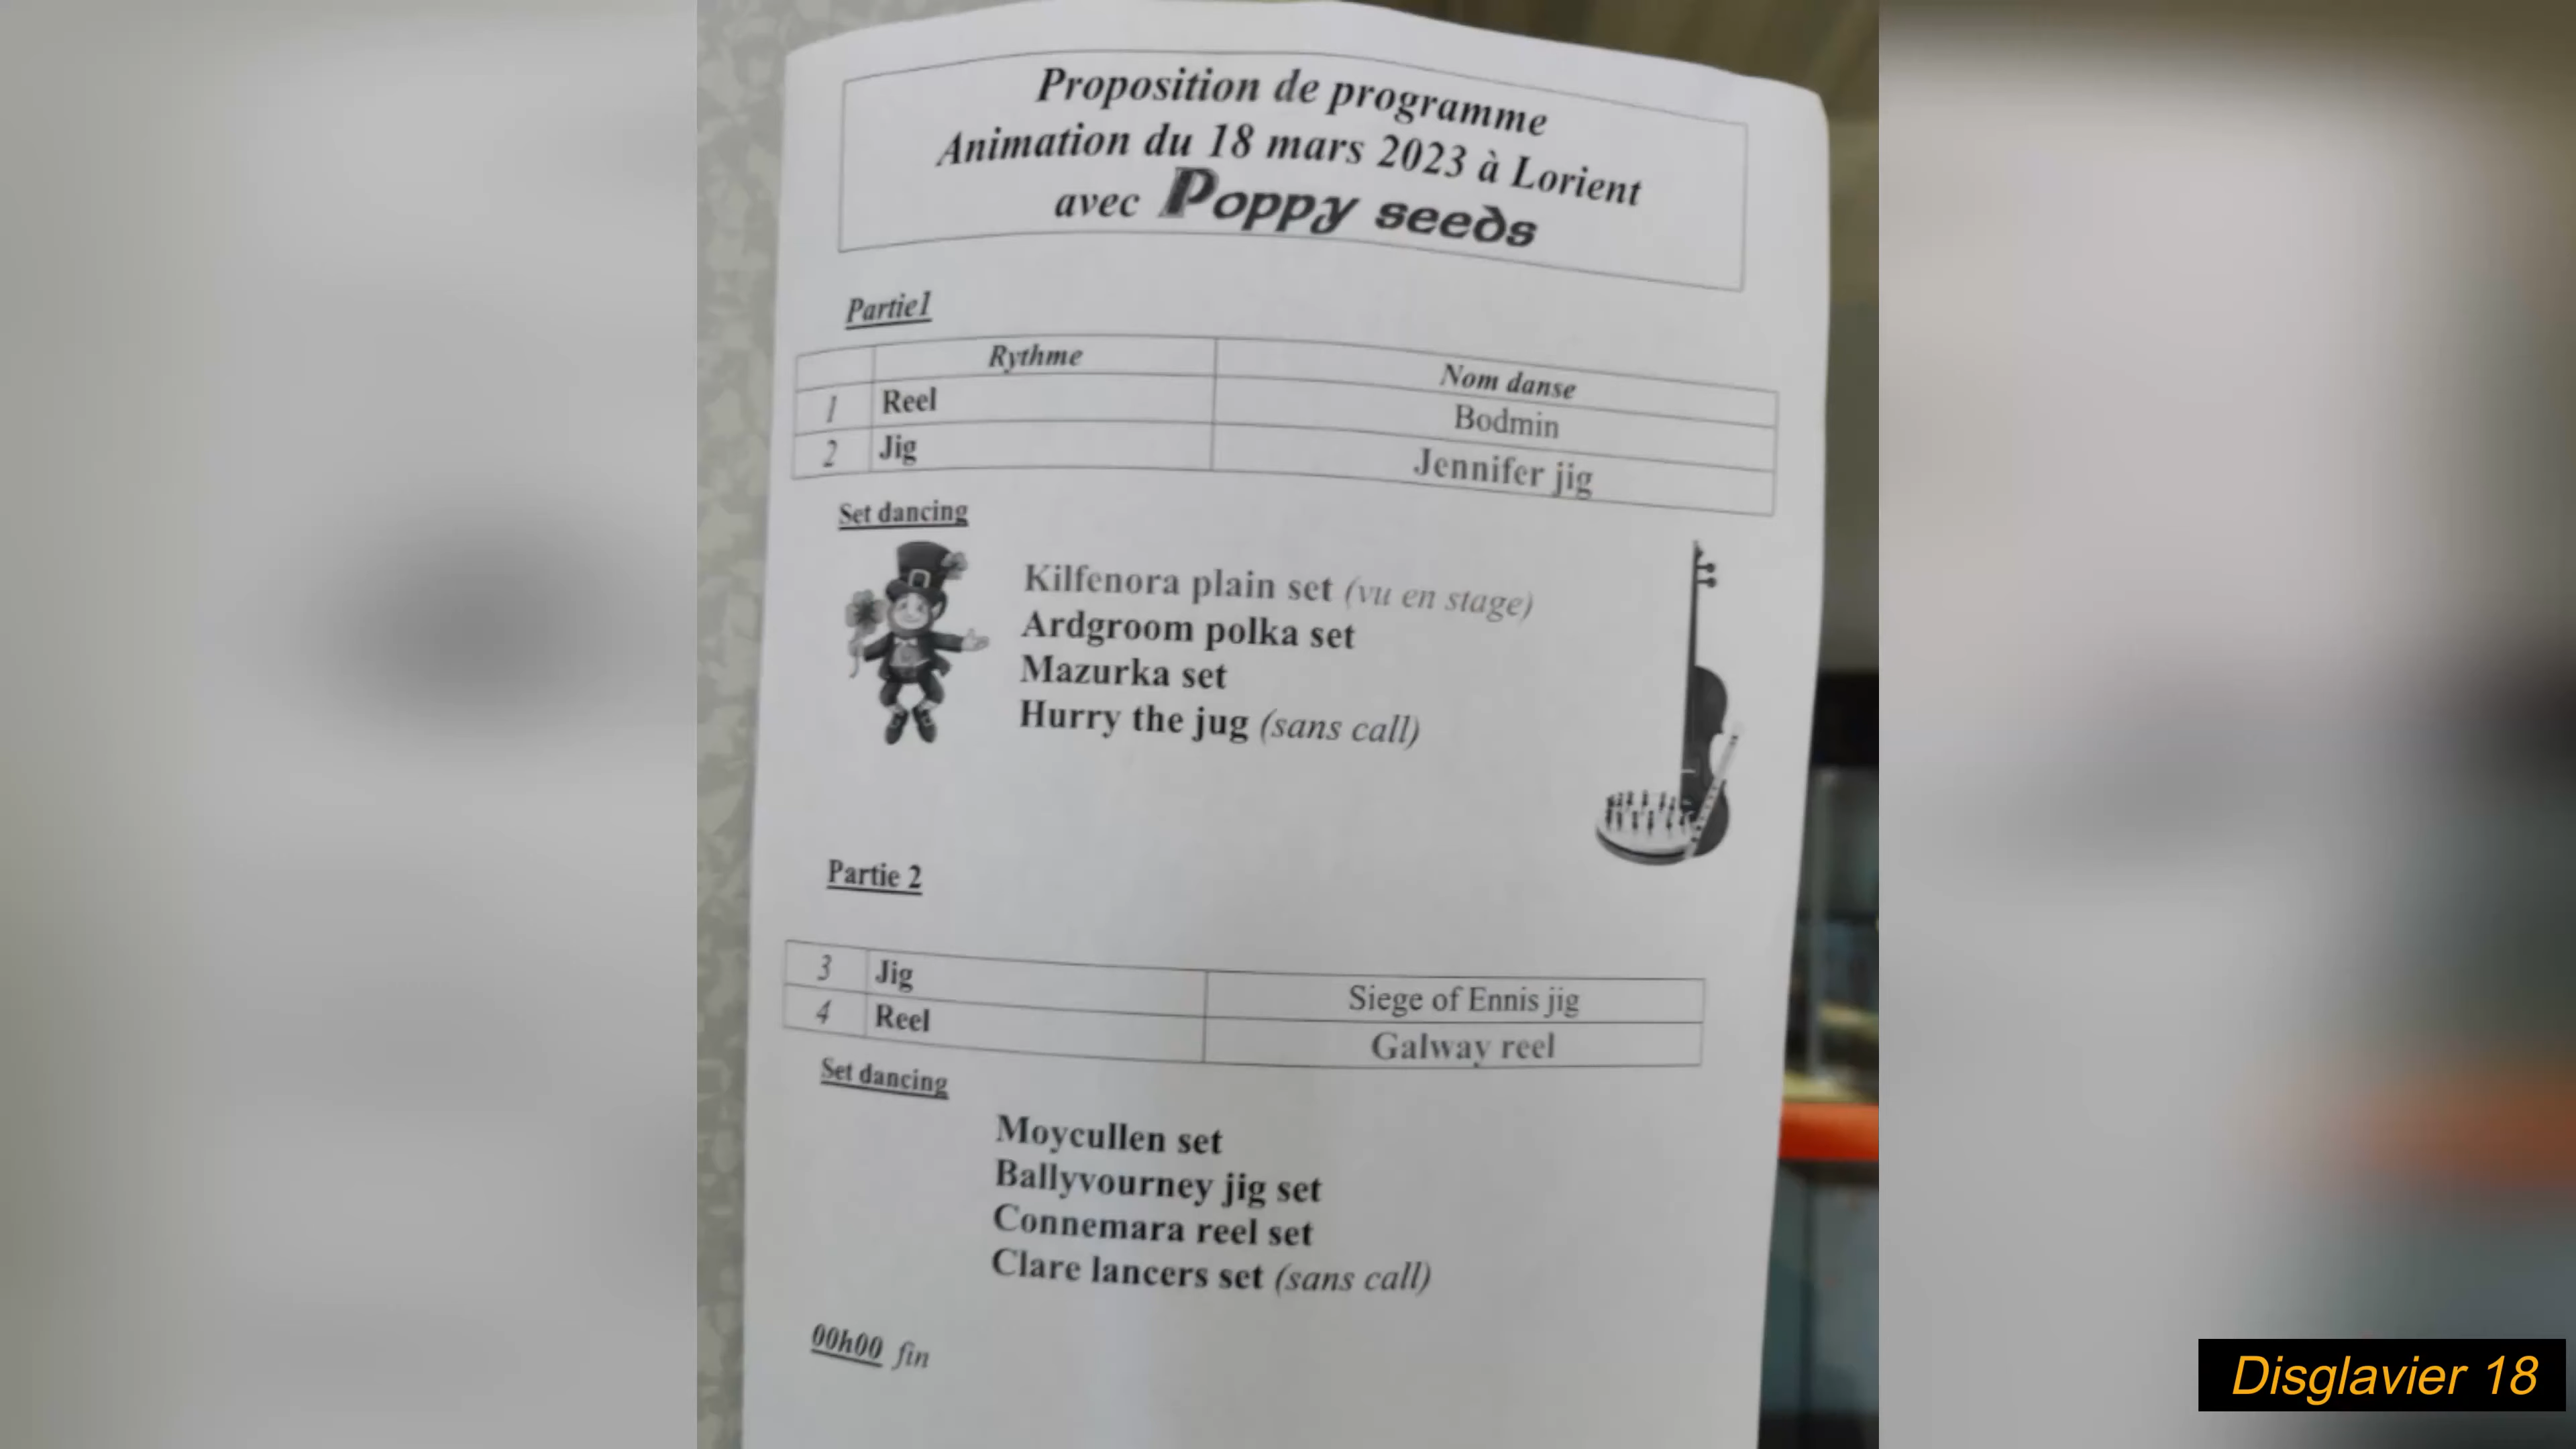 Proposition de programme
Animation du 18 mars 2023 à Lorient
avec Poppy seeds
Partie1
Rythme Nom danse
1 Reel Bodmin
2 Jig Jennifer jig
Set dancing
Kilfenora plain set (vu en stage)
Ardgroom polka set
Mazurka set
Hurry the jug (sans call)
Partie 2
3 Jig Siege of Ennis jig
4 Reel Galway reel
Set dancing
Moycullen set
Ballyvourney jig set
Connemara reel set
Clare lancers set (sans call)
00h00 fin
Disglavier 18